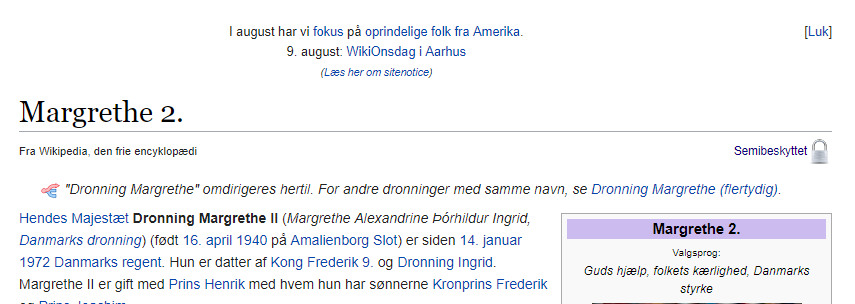 I august har vi fokus på oprindelige folk fra Amerika.
[Luk]
9. august: WikiOnsdag i Aarhus
(Læs her om sitenotice)
Margrethe 2.
Fra Wikipedia, den frie encyklopædi
Semibeskyttet
"Dronning Margrethe" omdirigeres hertil. For andre dronninger med samme navn, se Dronning Margrethe (flertydig).
Hendes Majestæt Dronning Margrethe II (Margrethe Alexandrine Þórhildur Ingrid,
Danmarks dronning) (født 16. april 1940 på Amalienborg Slot) er siden 14. januar
1972 Danmarks regent. Hun er datter af Kong Frederik 9. og Dronning Ingrid.
Margrethe II er gift med Prins Henrik med hvem hun har sønnerne Kronprins Frederik
Margrethe 2.
Valgsprog:
Guds hjælp, folkets kærlighed, Danmarks
styrke